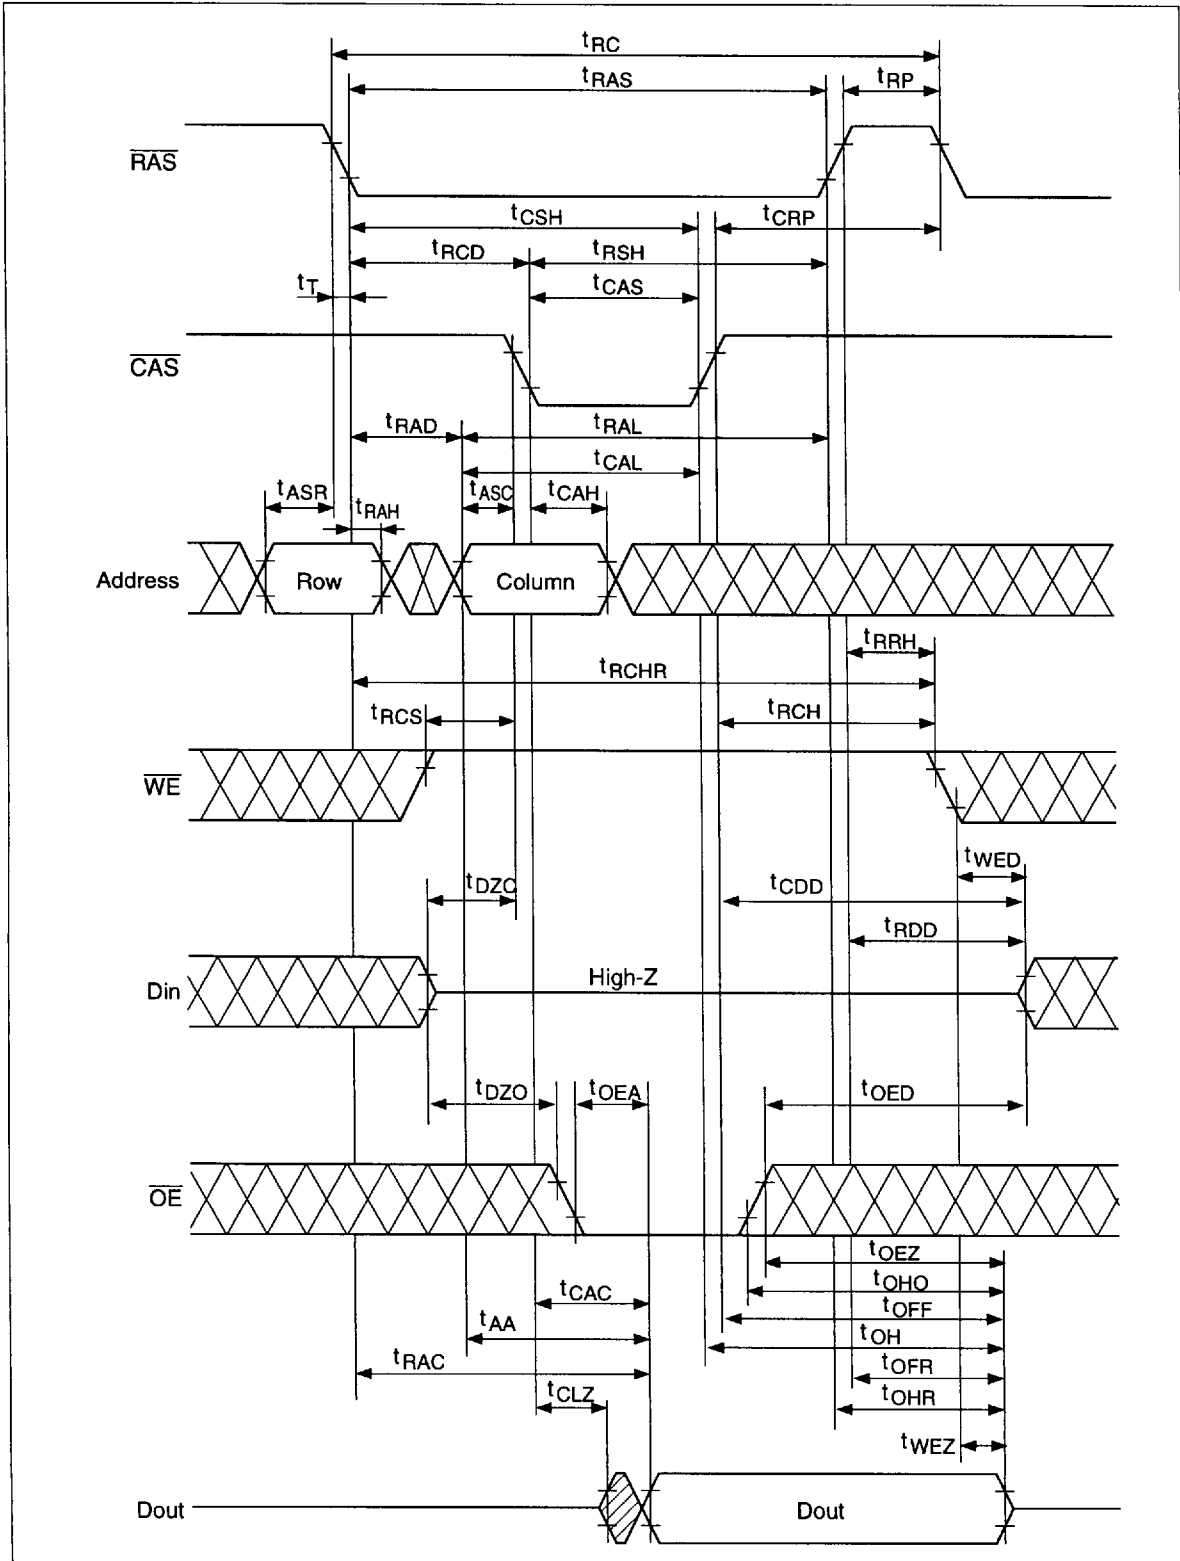 tRC
tRAS
tRP
RAS
tCSH
tCRP
tRCD
tRSH
tT
tCAS
CAS
tRAD
tRAL
tCAL
tASR
tRAH
tASC
tCAH
Address
Row
Column
tRRH
tRCHR
tRCS
tRCH
WE
tWED
tDZC
tCDD
tRDD
Din
High-Z
tDZO
tOEA
tOED
OE
tOEZ
tCAC
tOHO
tAA
tOFF
tOH
tRAC
tOFR
tCLZ
tOHR
tWEZ
Dout
Dout